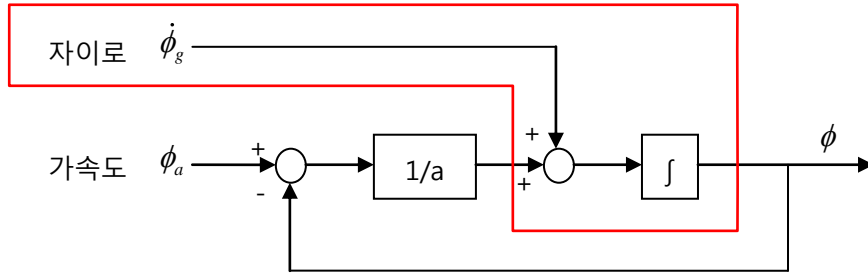 자이로 φ̇g
+
가속도 φa + 1/a + ∫ φ
-